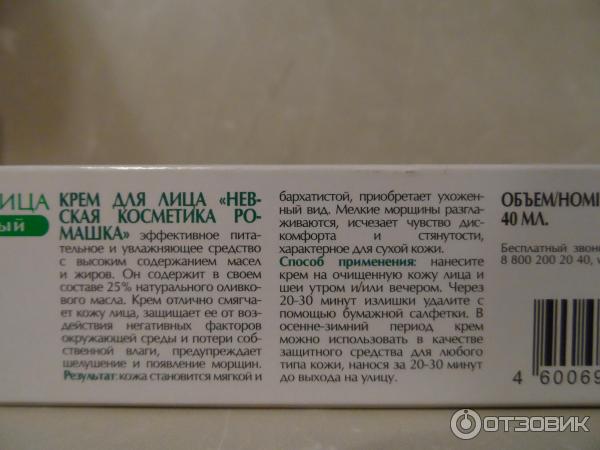 ИЦА
ый
КРЕМ ДЛЯ ЛИЦА «НЕВ-
СКАЯ КОСМЕТИКА РО-
МАШКА» эффективное пита-
тельное и увлажняющее средство
с высоким содержанием масел
и жиров. Он содержит в своем
составе 25% натурального оливко-
вого масла. Крем отлично смягча-
ет кожу лица, защищает ее от воз-
действия негативных факторов
окружающей среды и потери соб-
ственной влаги, предупреждает
шелушение и появление морщин.
Результат: кожа становится мягкой и
бархатистой, приобретает ухожен-
ный вид. Мелкие морщины разгла-
живаются, исчезает чувство дис-
комфорта и стянутости,
характерное для сухой кожи.
Способ применения: нанесите
крем на очищенную кожу лица и
шеи утром и/или вечером. Через
20-30 минут излишки удалите с
помощью бумажной салфетки. В
осенне-зимний период крем
можно использовать в качестве
защитного средства для любого
типа кожи, нанося за 20-30 минут
до выхода на улицу.
ОБЪЕМ/НОМІ
40 МЛ.
Бесплатный звоно
8 800 200 20 40,
4 60069
ОТЗОВИК